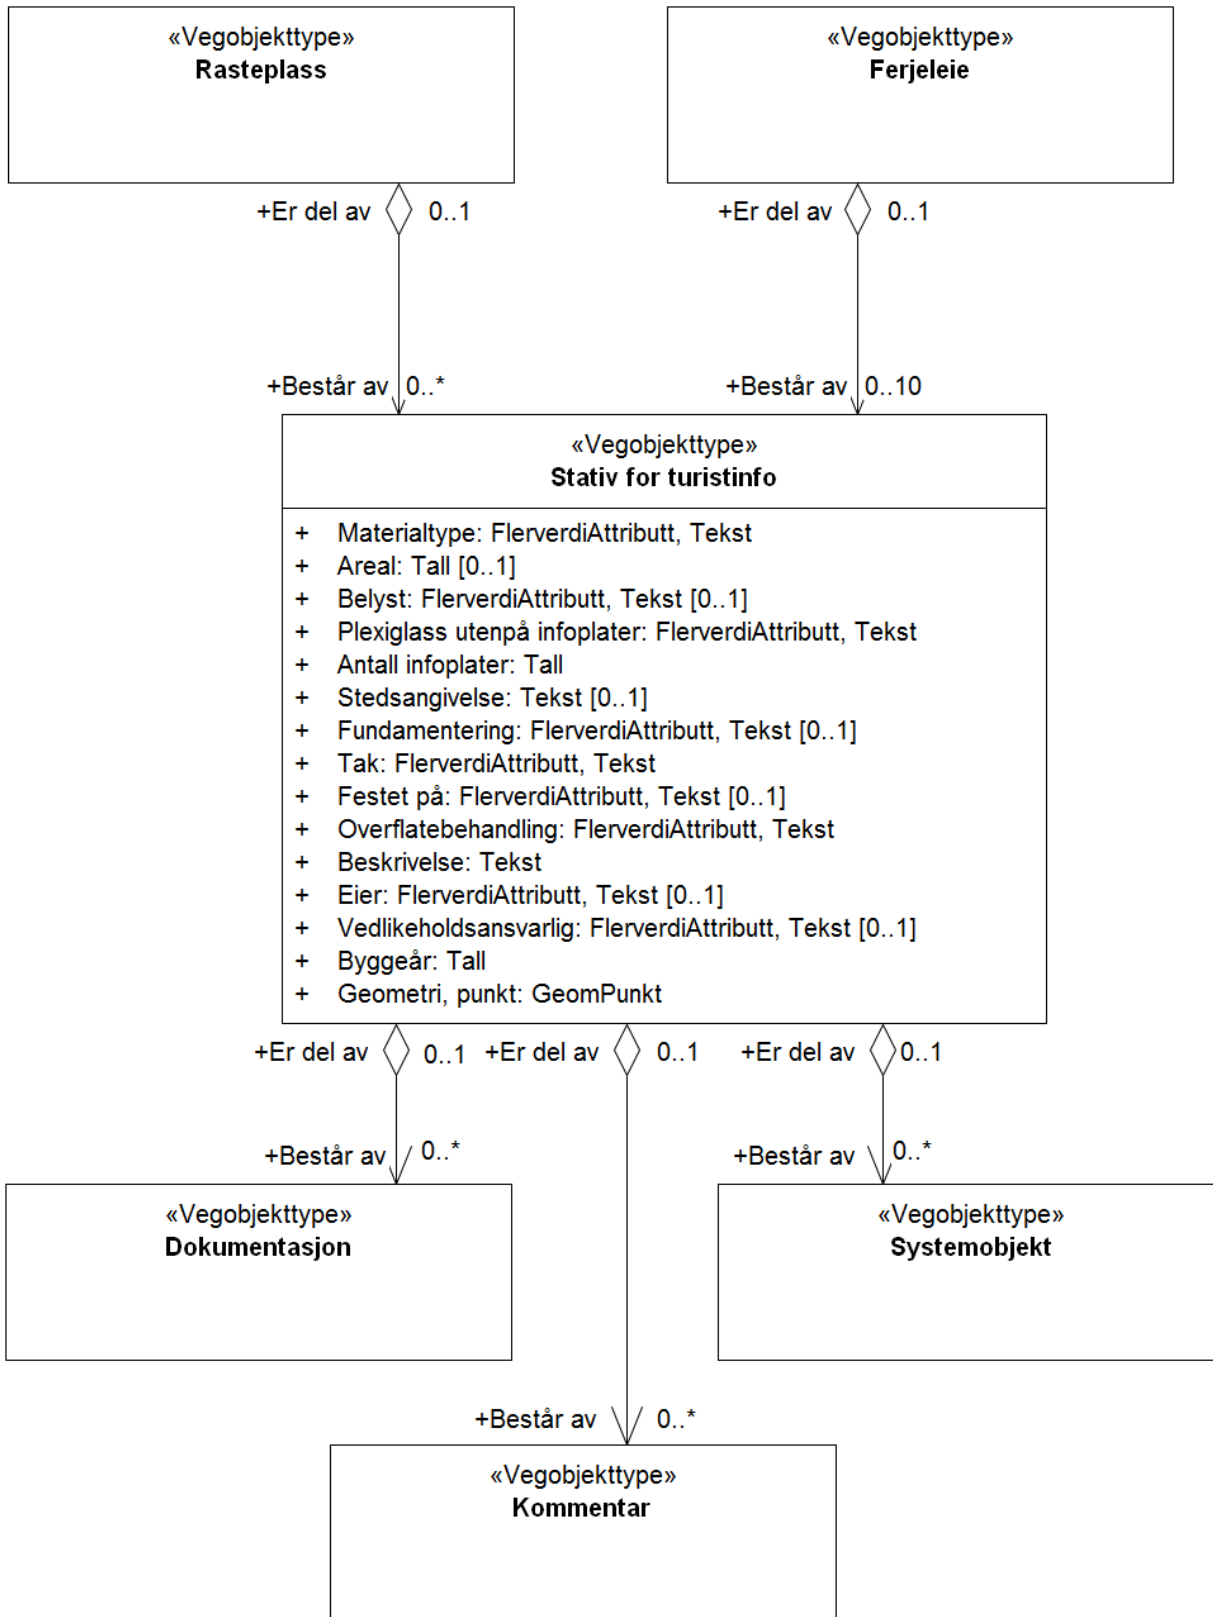 «Vegobjekttype»
Rasteplass
«Vegobjekttype»
Ferjeleie
+Er del av 0..1
+Er del av 0..1
+Består av 0..*
+Består av 0..10
«Vegobjekttype»
Stativ for turistinfo
+ Materialtype: FlerverdiAttributt, Tekst
+ Areal: Tall [0..1]
+ Belyst: FlerverdiAttributt, Tekst [0..1]
+ Plexiglass utenpå infoplater: FlerverdiAttributt, Tekst
+ Antall infoplater: Tall
+ Stedsangivelse: Tekst [0..1]
+ Fundamentering: FlerverdiAttributt, Tekst [0..1]
+ Tak: FlerverdiAttributt, Tekst
+ Festet på: FlerverdiAttributt, Tekst [0..1]
+ Overflatebehandling: FlerverdiAttributt, Tekst
+ Beskrivelse: Tekst
+ Eier: FlerverdiAttributt, Tekst [0..1]
+ Vedlikeholdsansvarlig: FlerverdiAttributt, Tekst [0..1]
+ Byggeår: Tall
+ Geometri, punkt: GeomPunkt
+Er del av 0..1
+Er del av 0..1
+Er del av 0..1
+Består av 0..*
+Består av 0..*
«Vegobjekttype»
Dokumentasjon
«Vegobjekttype»
Systemobjekt
+Består av 0..*
«Vegobjekttype»
Kommentar